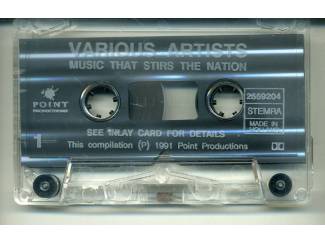 VARIOUS ARTISTS
MUSIC THAT STIRS THE NATION
POINT
PRODUCTIONS
2659204
STEMRA
MADE IN
HOLLAND
1
SEE INLAY CARD FOR DETAILS
This compilation (P) 1991 Point Productions